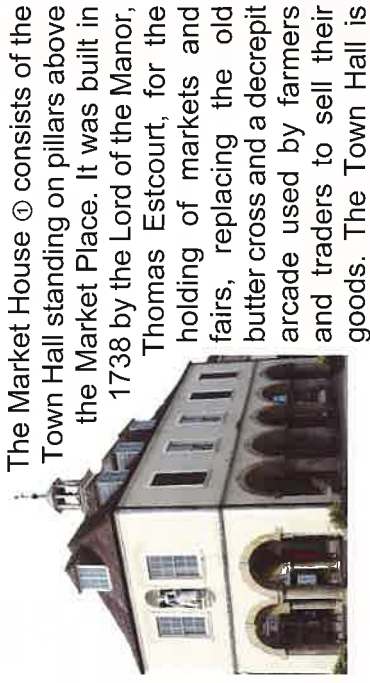 The Market House ① consists of the
Town Hall standing on pillars above
the Market Place. It was built in
1738 by the Lord of the Manor,
Thomas Estcourt, for the
holding of markets and
fairs, replacing the old
butter cross and a decrepit
arcade used by farmers
and traders to sell their
goods. The Town Hall is